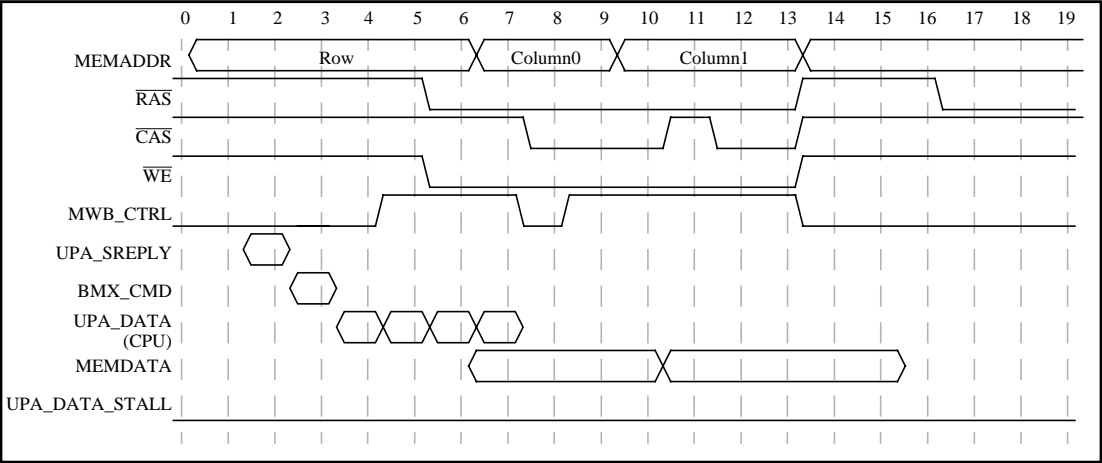 0 1 2 3 4 5 6 7 8 9 10 11 12 13 14 15 16 17 18 19
MEMADDR Row Column0 Column1
RAS
CAS
WE
MWB_CTRL
UPA_SREPLY
BMX_CMD
UPA_DATA
(CPU)
MEMDATA
UPA_DATA_STALL